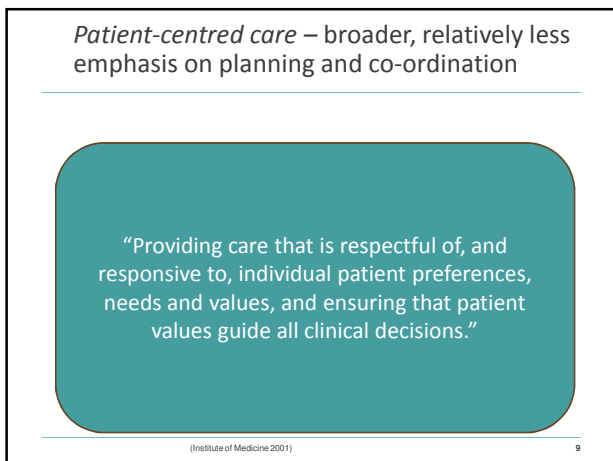 Patient-centred care – broader, relatively less
emphasis on planning and co-ordination
“Providing care that is respectful of, and
responsive to, individual patient preferences,
needs and values, and ensuring that patient
values guide all clinical decisions.”
(Institute of Medicine 2001)
9